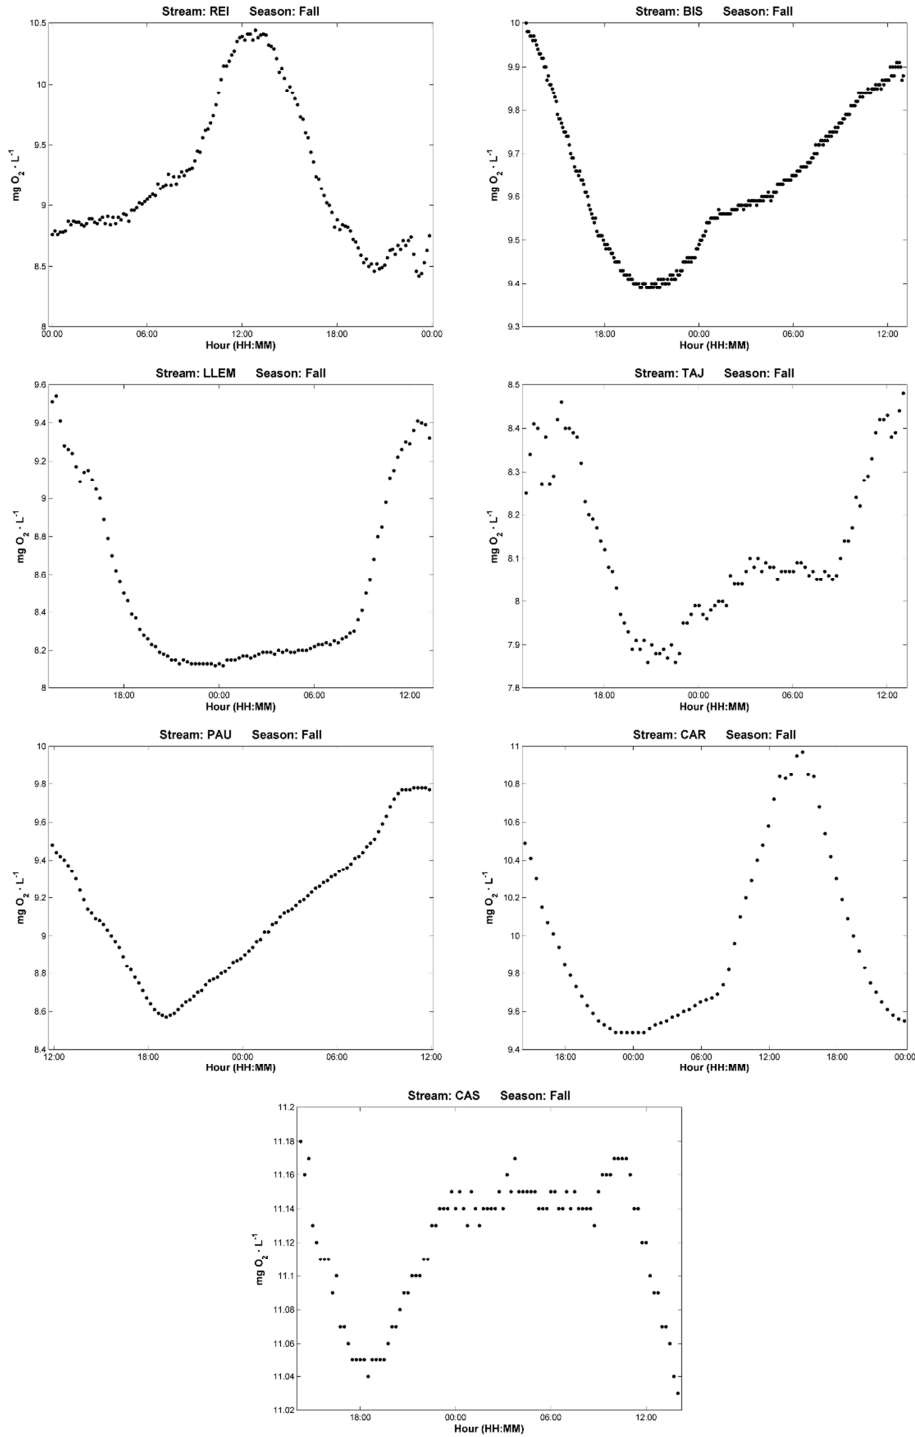 Stream: REI Season: Fall
10.5
10
9.5
9
8.5
8
mg O2 · L-1
00:00 06:00 12:00 18:00 00:00
Hour (HH:MM)
Stream: BIS Season: Fall
10
9.9
9.8
9.7
9.6
9.5
9.4
9.3
mg O2 · L-1
18:00 00:00 06:00 12:00
Hour (HH:MM)
Stream: LLEM Season: Fall
9.6
9.4
9.2
9
8.8
8.6
8.4
8.2
8
mg O2 · L-1
18:00 00:00 06:00 12:00
Hour (HH:MM)
Stream: TAJ Season: Fall
8.5
8.4
8.3
8.2
8.1
8
7.9
7.8
mg O2 · L-1
18:00 00:00 06:00 12:00
Hour (HH:MM)
Stream: PAU Season: Fall
10
9.8
9.6
9.4
9.2
9
8.8
8.6
8.4
mg O2 · L-1
12:00 18:00 00:00 06:00 12:00
Hour (HH:MM)
Stream: CAR Season: Fall
11
10.8
10.6
10.4
10.2
10
9.8
9.6
9.4
mg O2 · L-1
18:00 00:00 06:00 12:00 18:00 00:00
Hour (HH:MM)
Stream: CAS Season: Fall
11.2
11.18
11.16
11.14
11.12
11.1
11.08
11.06
11.04
11.02
mg O2 · L-1
18:00 00:00 06:00 12:00
Hour (HH:MM)